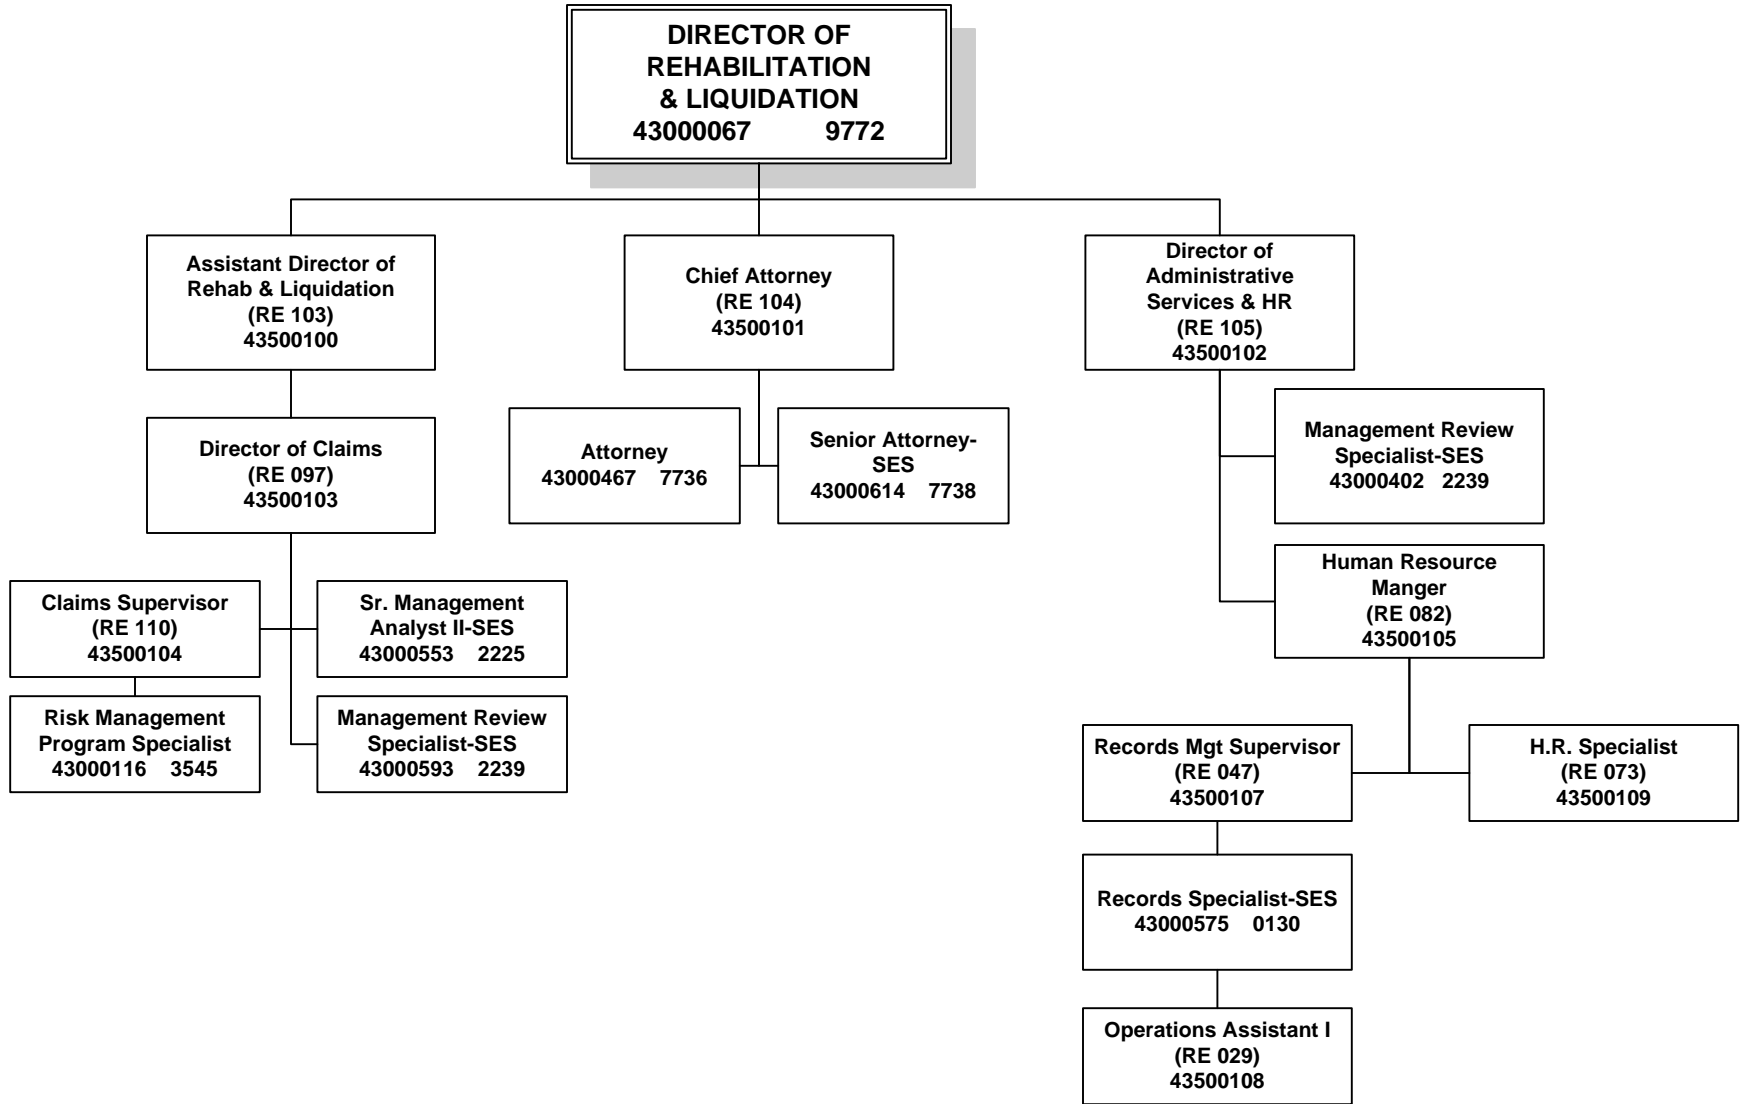 DIRECTOR OF
REHABILITATION
& LIQUIDATION
43000067 9772
Assistant Director of
Rehab & Liquidation
(RE 103)
43500100
Chief Attorney
(RE 104)
43500101
Director of
Administrative
Services & HR
(RE 105)
43500102
Director of Claims
(RE 097)
43500103
Attorney
43000467 7736
Senior Attorney-
SES
43000614 7738
Management Review
Specialist-SES
43000402 2239
Human Resource
Manger
(RE 082)
43500105
Claims Supervisor
(RE 110)
43500104
Sr. Management
Analyst II-SES
43000553 2225
Risk Management
Program Specialist
43000116 3545
Management Review
Specialist-SES
43000593 2239
Records Mgt Supervisor
(RE 047)
43500107
H.R. Specialist
(RE 073)
43500109
Records Specialist-SES
43000575 0130
Operations Assistant I
(RE 029)
43500108